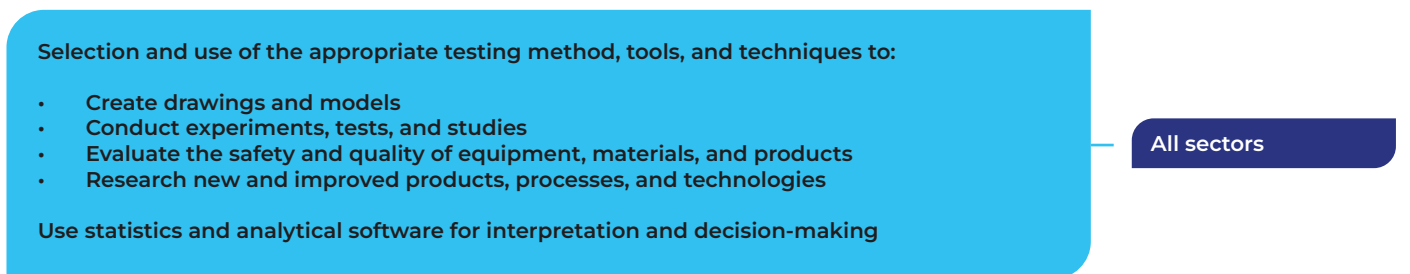 Selection and use of the appropriate testing method, tools, and techniques to:
• Create drawings and models
• Conduct experiments, tests, and studies
• Evaluate the safety and quality of equipment, materials, and products
• Research new and improved products, processes, and technologies
Use statistics and analytical software for interpretation and decision-making
All sectors